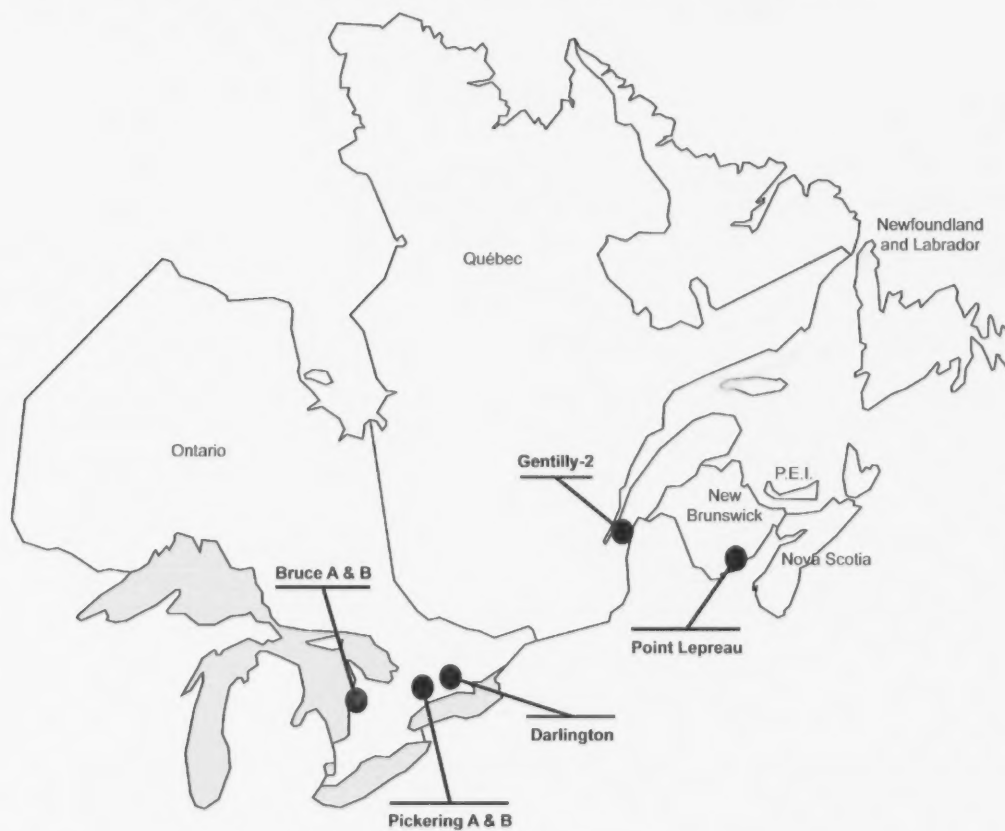 Newfoundland
and Labrador
Québec
Ontario
Gentilly-2
P.E.I.
New
Brunswick
Nova Scotia
Bruce A & B
Point Lepreau
Darlington
Pickering A & B